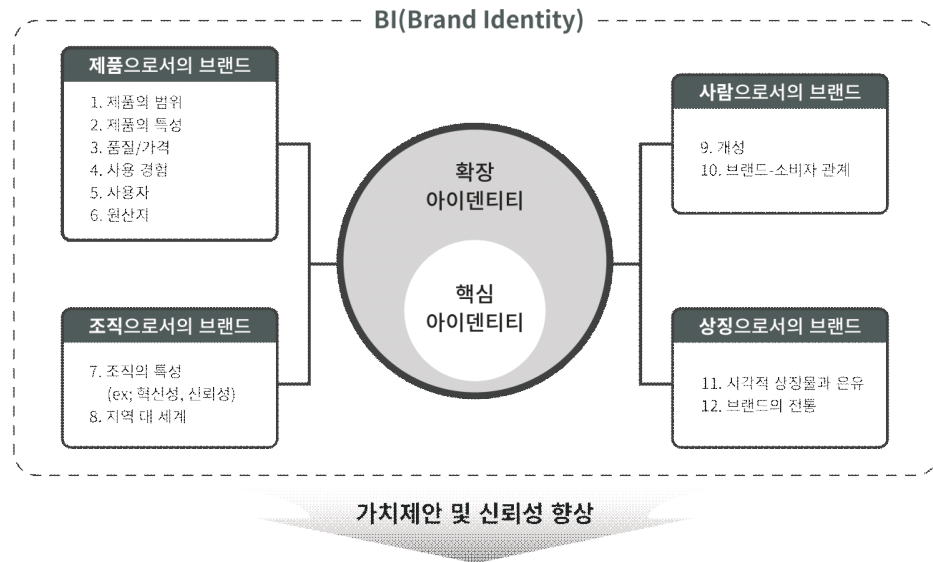 BI(Brand Identity)
제품으로서의 브랜드
1. 제품의 범위
2. 제품의 특성
3. 품질/가격
4. 사용 경험
5. 사용자
6. 원산지
조직으로서의 브랜드
7. 조직의 특성
(ex; 혁신성, 신뢰성)
8. 지역 대 세계
확장
아이덴티티
핵심
아이덴티티
사람으로서의 브랜드
9. 개성
10. 브랜드-소비자 관계
상징으로서의 브랜드
11. 시각적 상징물과 은유
12. 브랜드의 전통
가치제안 및 신뢰성 향상